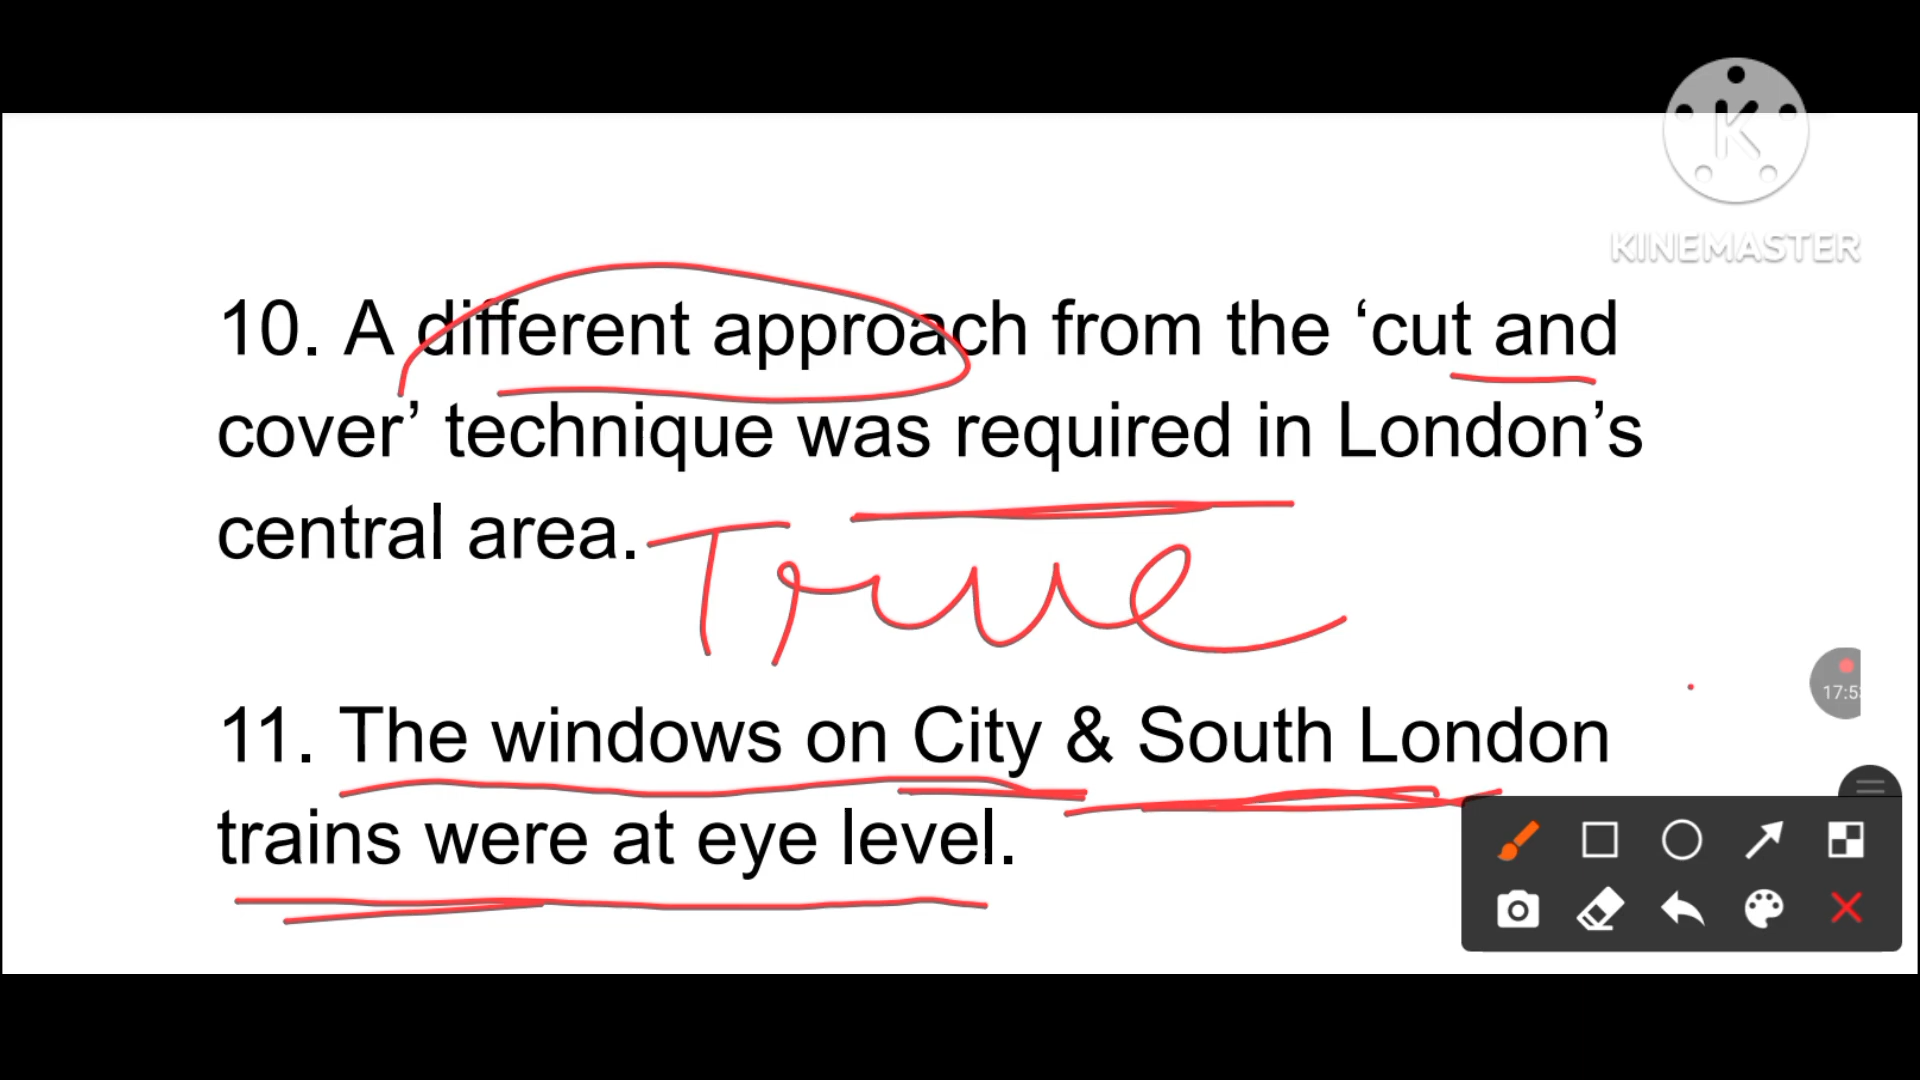 KINEMASTER
10. A different approach from the ‘cut and
cover’ technique was required in London’s
central area.
True
11. The windows on City & South London
trains were at eye level.